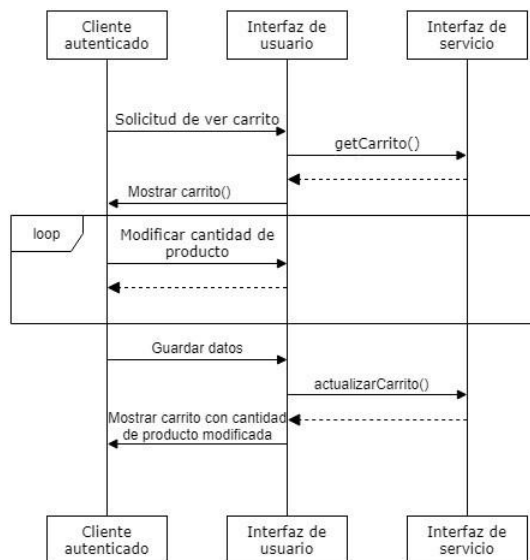 Cliente
autenticado
Interfaz de
usuario
Interfaz de
servicio
Solicitud de ver carrito
getCarrito()
Mostrar carrito()
loop
Modificar cantidad de
producto
Guardar datos
actualizarCarrito()
Mostrar carrito con cantidad
de producto modificada
Cliente
autenticado
Interfaz de
usuario
Interfaz de
servicio